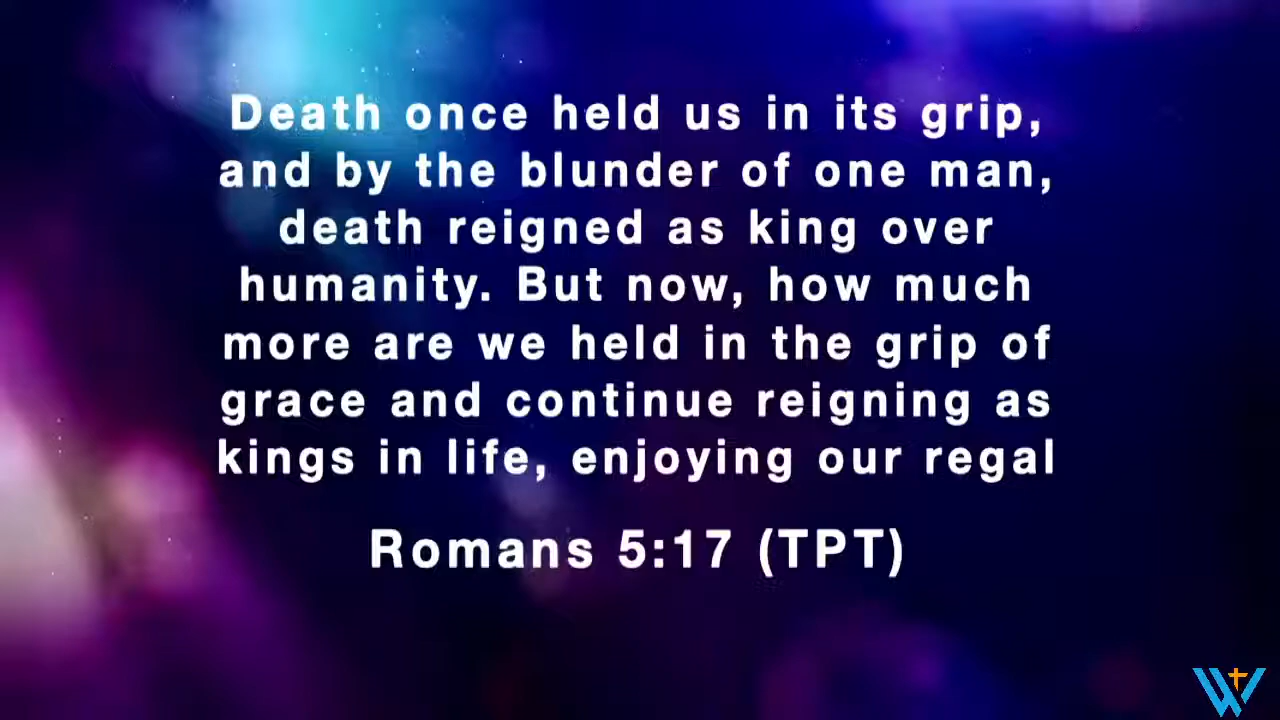 Death once held us in its grip,
and by the blunder of one man,
death reigned as king over
humanity. But now, how much
more are we held in the grip of
grace and continue reigning as
kings in life, enjoying our regal
Romans 5:17 (TPT)